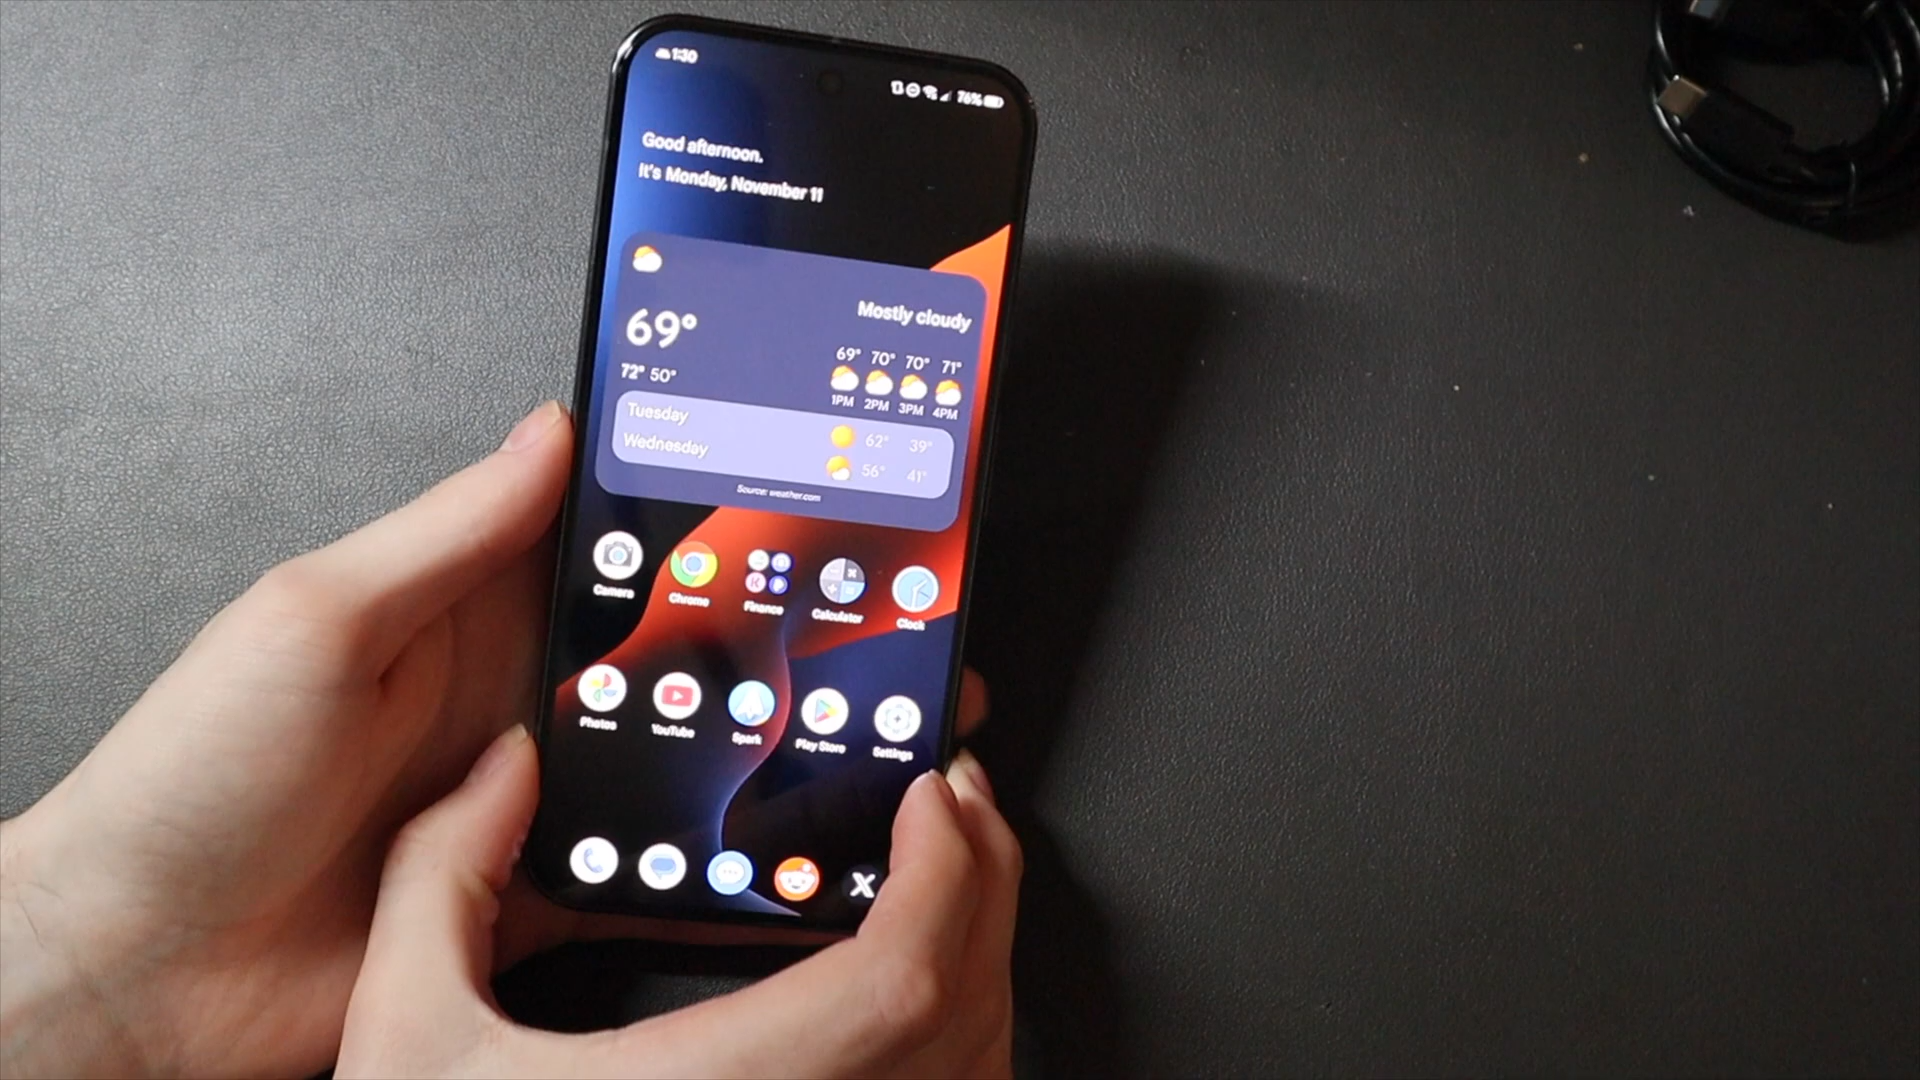 1:30
76%
Good afternoon.
It's Monday, November 11
Mostly cloudy
69°
69° 70° 70° 71°
72° 50°
1PM 2PM 3PM 4PM
Tuesday 62° 39°
Wednesday 56° 41°
Source: weather.com
Camera Chrome Finance Calculator Clock
Photos YouTube Spark Play Store Settings